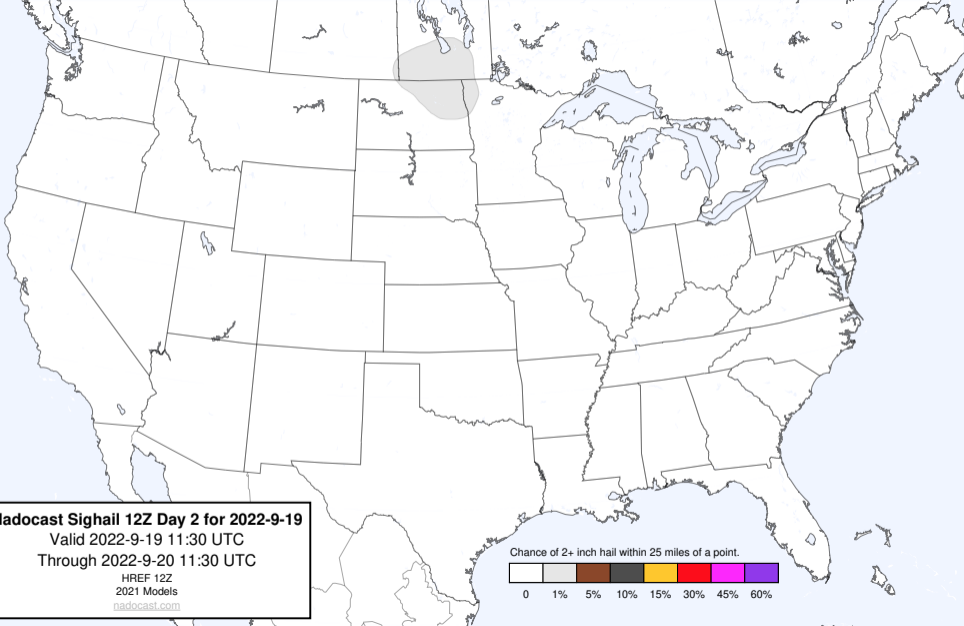 adocast Sighail 12Z Day 2 for 2022-9-19
Valid 2022-9-19 11:30 UTC
Through 2022-9-20 11:30 UTC
HREF 12Z
2021 Models
nadocast.com
Chance of 2+ inch hail within 25 miles of a point.
0 1% 5% 10% 15% 30% 45% 60%